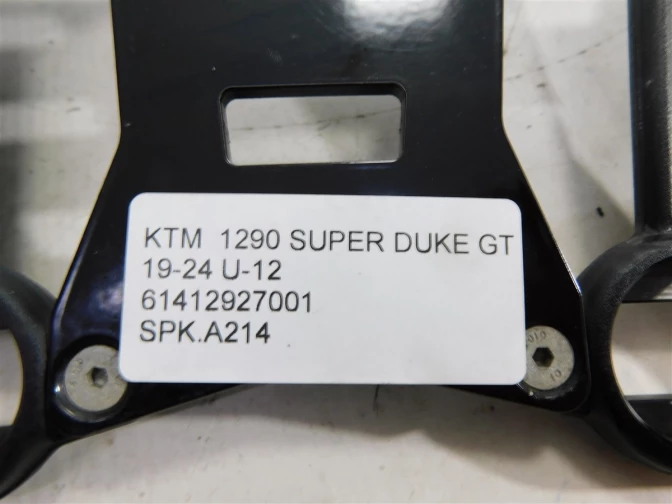 KTM 1290 SUPER DUKE GT
19-24 U-12
61412927001
SPK.A214